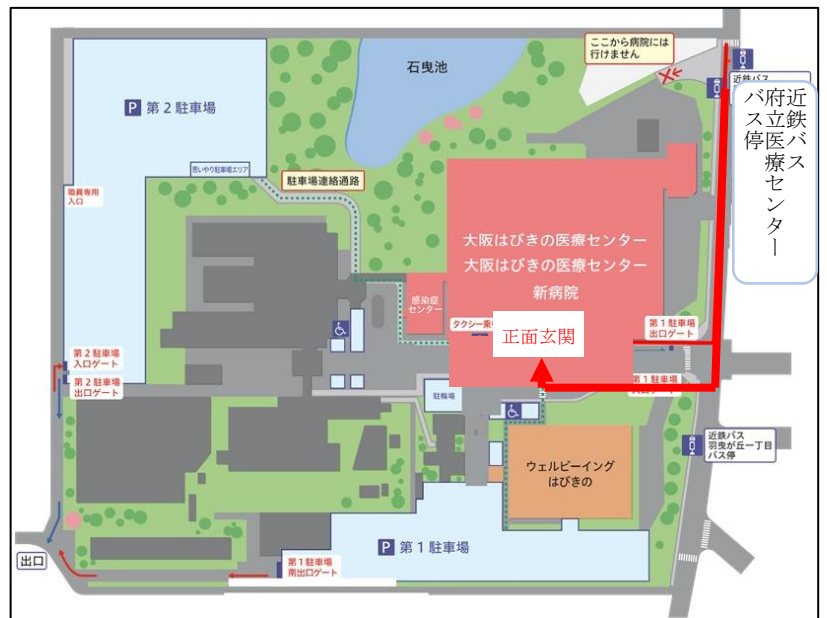 ここから病院には
行けません
石曳池
近鉄バス
近鉄バス
府立医療センター
バス停
P 第2駐車場
思いやり駐車場エリア
駐車場連絡通路
職員専用
入口
大阪はびきの医療センター
大阪はびきの医療センター
新病院
感染症
センター
タクシー乗
正面玄関
第1駐車場
出口ゲート
第2駐車場
入口ゲート
第2駐車場
出口ゲート
第1駐車場
駐輪場
近鉄バス
羽曳が丘一丁目
バス停
ウェルビーイング
はびきの
P 第1駐車場
出口
第1駐車場
南出口ゲート